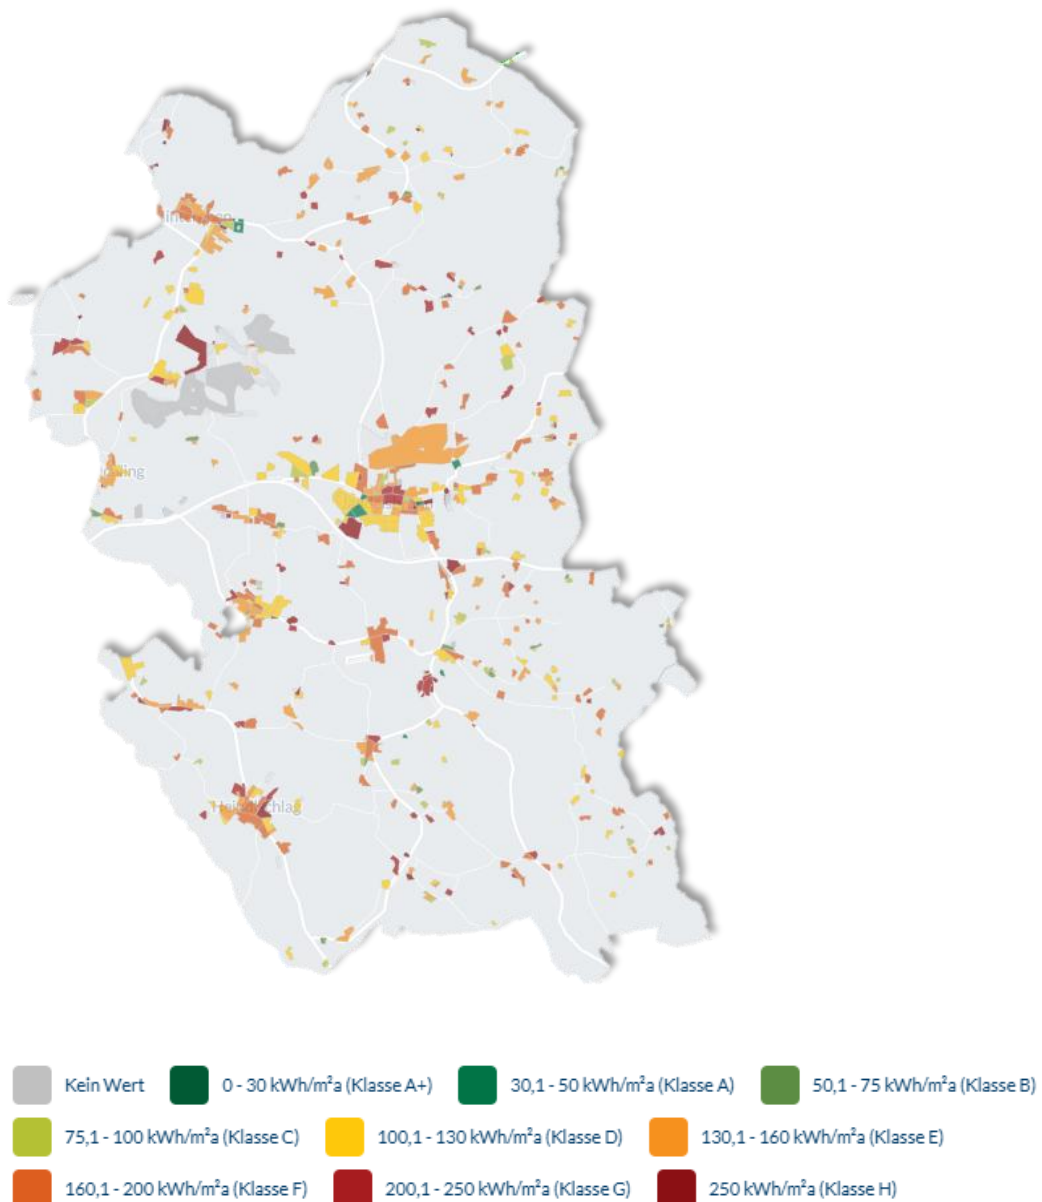 Kein Wert
0 - 30 kWh/m²a (Klasse A+)
30,1 - 50 kWh/m²a (Klasse A)
50,1 - 75 kWh/m²a (Klasse B)
75,1 - 100 kWh/m²a (Klasse C)
100,1 - 130 kWh/m²a (Klasse D)
130,1 - 160 kWh/m²a (Klasse E)
160,1 - 200 kWh/m²a (Klasse F)
200,1 - 250 kWh/m²a (Klasse G)
250 kWh/m²a (Klasse H)